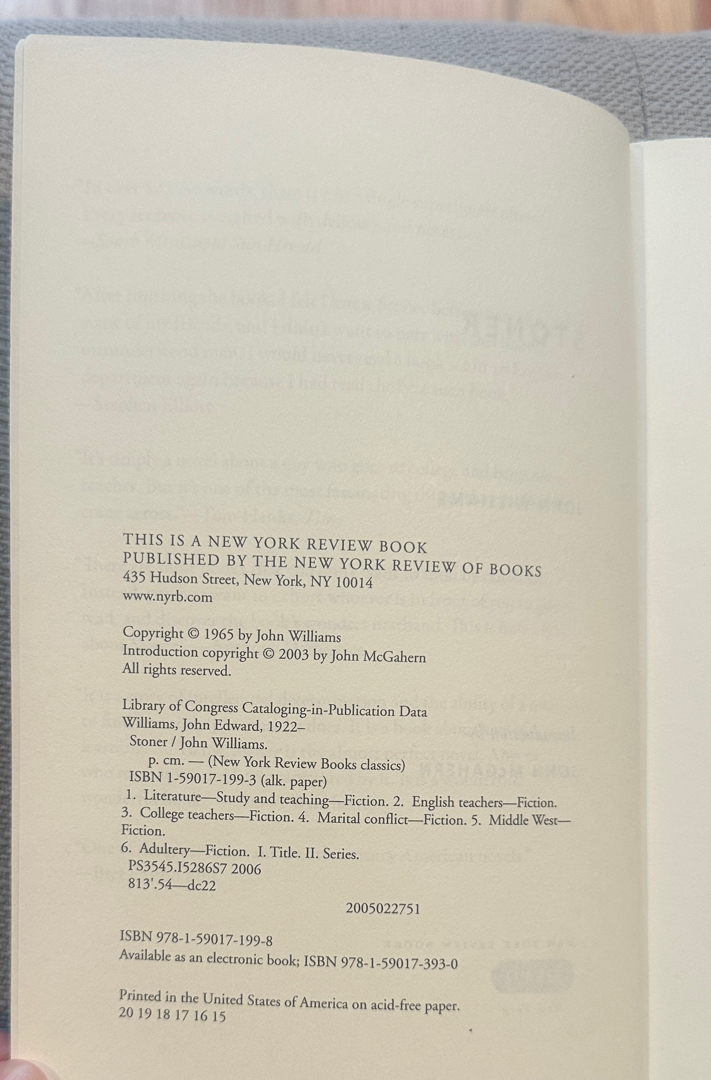 THIS IS A NEW YORK REVIEW BOOK
PUBLISHED BY THE NEW YORK REVIEW OF BOOKS
435 Hudson Street, New York, NY 10014
www.nyrb.com
Copyright © 1965 by John Williams
Introduction copyright © 2003 by John McGahern
All rights reserved.
Library of Congress Cataloging-in-Publication Data
Williams, John Edward, 1922–
Stoner / John Williams.
p. cm. — (New York Review Books classics)
ISBN 1-59017-199-3 (alk. paper)
1. Literature—Study and teaching—Fiction. 2. English teachers—Fiction.
3. College teachers—Fiction. 4. Marital conflict—Fiction. 5. Middle West—
Fiction.
6. Adultery—Fiction. I. Title. II. Series.
PS3545.I5286S7 2006
813'.54—dc22
2005022751
ISBN 978-1-59017-199-8
Available as an electronic book; ISBN 978-1-59017-393-0
Printed in the United States of America on acid-free paper.
20 19 18 17 16 15